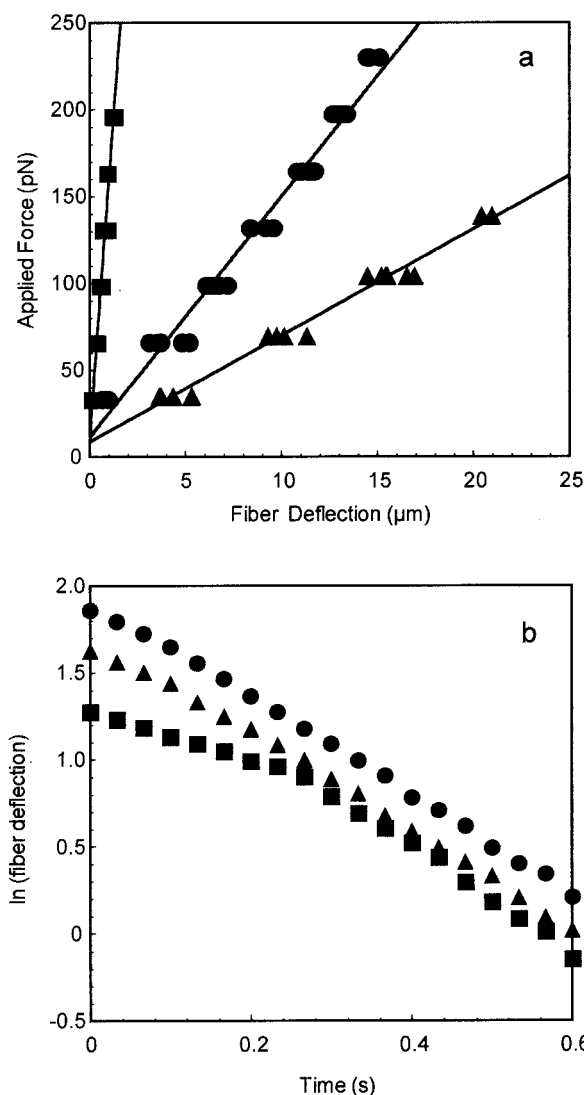 a
250
200
150
100
50
0
Applied Force (pN)
0 5 10 15 20 25
Fiber Deflection (µm)
b
2.0
1.5
1.0
0.5
0
-0.5
ln (fiber deflection)
0 0.2 0.4 0.6
Time (s)